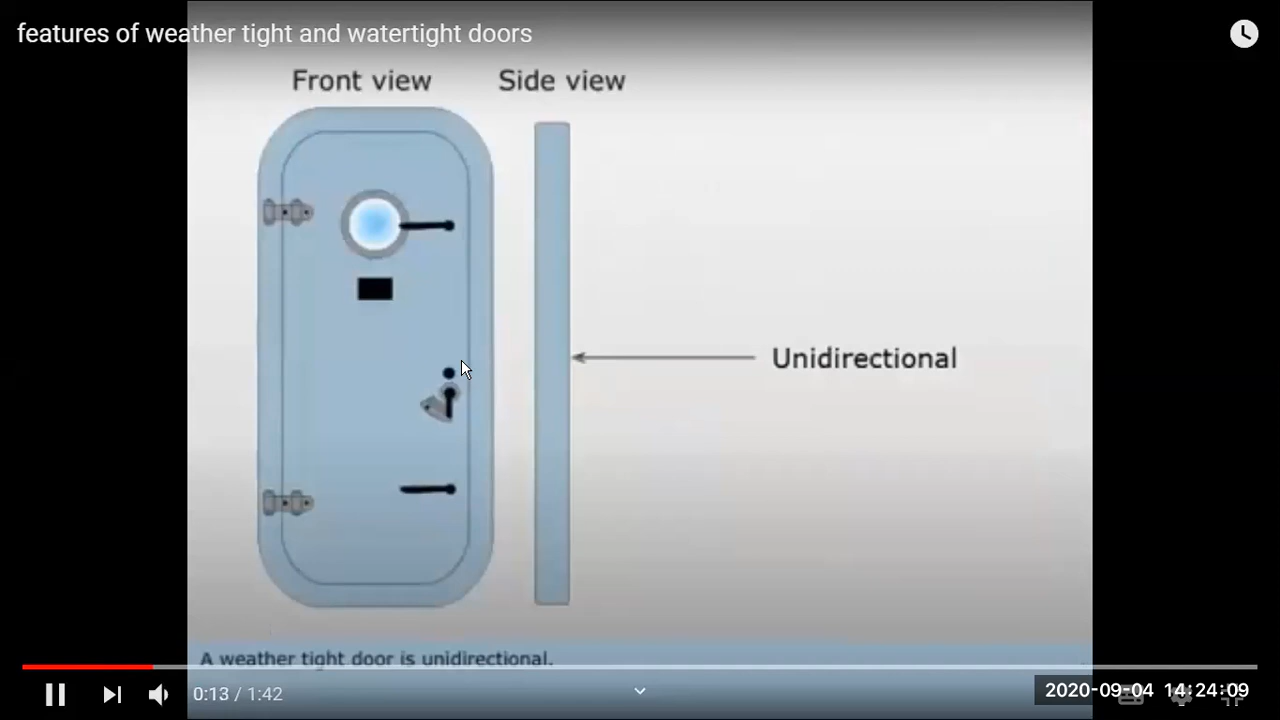 features of weather tight and watertight doors
Front view
Side view
Unidirectional
A weather tight door is unidirectional.
0:13 / 1:42
2020-09-04 14:24:09